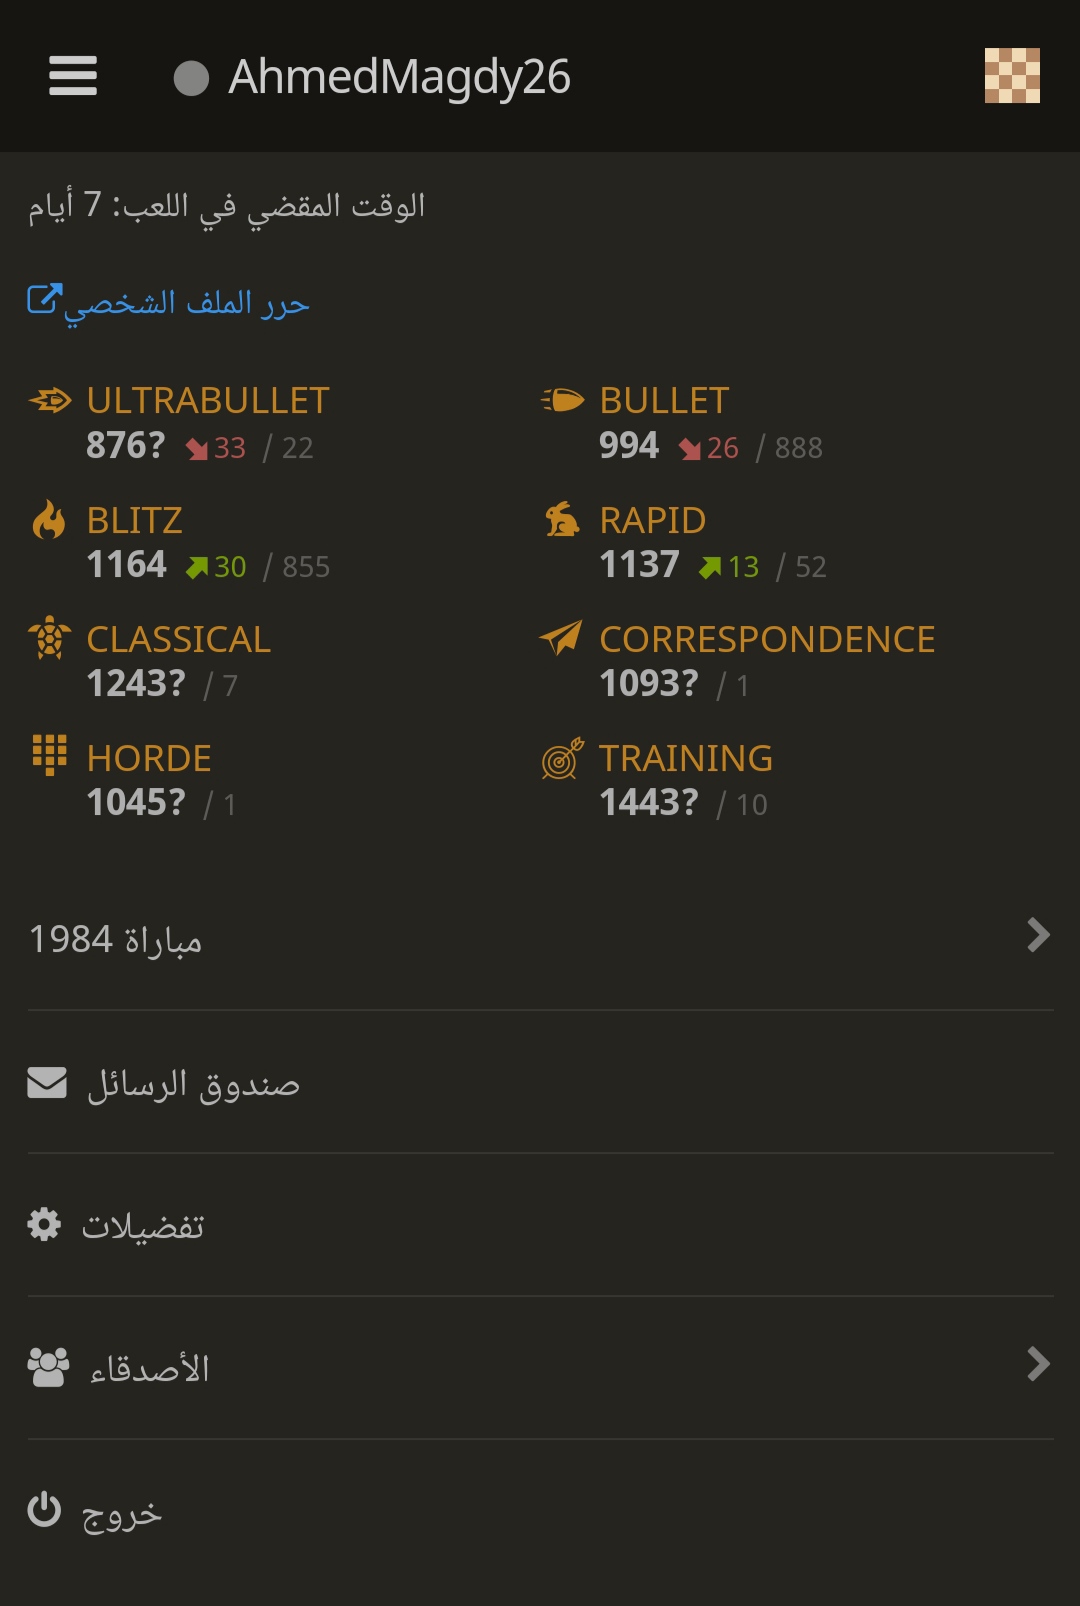 AhmedMagdy26
الوقت المقضي في اللعب: 7 أيام
حرر الملف الشخصي
ULTRABULLET
876? 33 / 22
BULLET
994 26 / 888
BLITZ
1164 30 / 855
RAPID
1137 13 / 52
CLASSICAL
1243? / 7
CORRESPONDENCE
1093? / 1
HORDE
1045? / 1
TRAINING
1443? / 10
1984 مباراة
صندوق الرسائل
تفضيلات
الأصدقاء
خروج